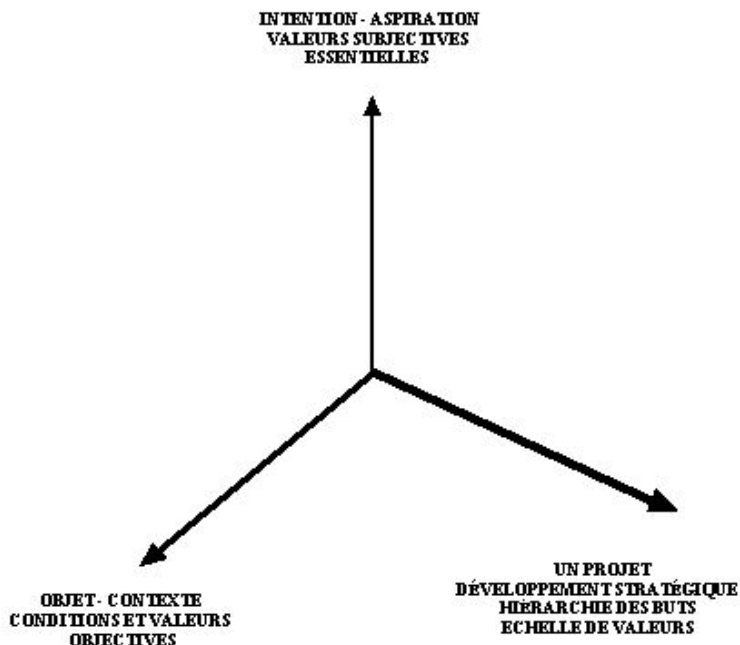 INTENTION - ASPIRATION
VALEURS SUBJECTIVES
ESSENTIELLES
OBJET - CONTEXTE
CONDITIONS ET VALEURS
OBJECTIVES
UN PROJET
DÉVELOPPEMENT STRATÉGIQUE
HIÉRARCHIE DES BUTS
ECHELLE DE VALEURS